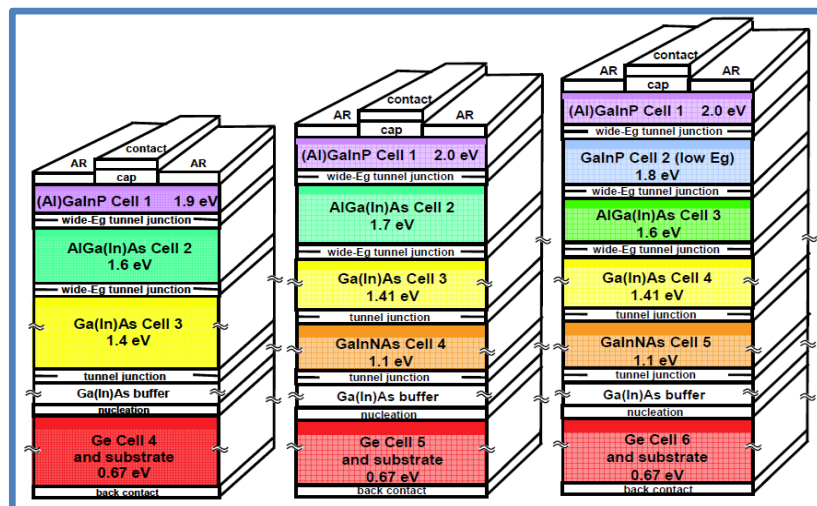 contact
AR
AR
cap
(Al)GaInP Cell 1 1.9 eV
wide-Eg tunnel junction
AlGa(In)As Cell 2
1.6 eV
wide-Eg tunnel junction
Ga(In)As Cell 3
1.4 eV
tunnel junction
Ga(In)As buffer
nucleation
Ge Cell 4
and substrate
0.67 eV
back contact
contact
AR
AR
cap
(Al)GaInP Cell 1 2.0 eV
wide-Eg tunnel junction
AlGa(In)As Cell 2
1.7 eV
wide-Eg tunnel junction
Ga(In)As Cell 3
1.41 eV
tunnel junction
GaInNAs Cell 4
1.1 eV
tunnel junction
Ga(In)As buffer
nucleation
Ge Cell 5
and substrate
0.67 eV
back contact
contact
AR
AR
cap
(Al)GaInP Cell 1 2.0 eV
wide-Eg tunnel junction
GaInP Cell 2 (low Eg)
1.8 eV
wide-Eg tunnel junction
AlGa(In)As Cell 3
1.6 eV
wide-Eg tunnel junction
Ga(In)As Cell 4
1.41 eV
tunnel junction
GaInNAs Cell 5
1.1 eV
tunnel junction
Ga(In)As buffer
nucleation
Ge Cell 6
and substrate
0.67 eV
back contact